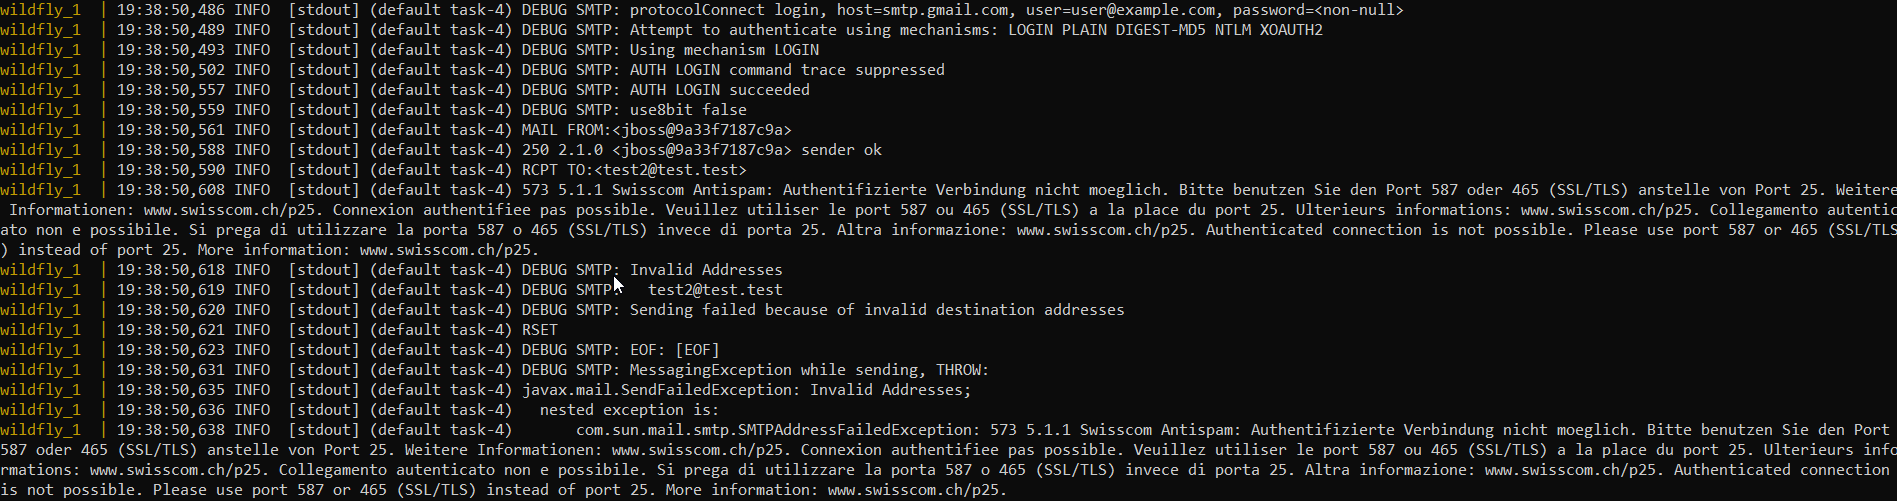 wildfly_1  | 19:38:50,486 INFO  [stdout] (default task-4) DEBUG SMTP: protocolConnect login, host=smtp.gmail.com, user=user@example.com, password=<non-null>
wildfly_1  | 19:38:50,489 INFO  [stdout] (default task-4) DEBUG SMTP: Attempt to authenticate using mechanisms: LOGIN PLAIN DIGEST-MD5 NTLM XOAUTH2
wildfly_1  | 19:38:50,493 INFO  [stdout] (default task-4) DEBUG SMTP: Using mechanism LOGIN
wildfly_1  | 19:38:50,502 INFO  [stdout] (default task-4) DEBUG SMTP: AUTH LOGIN command trace suppressed
wildfly_1  | 19:38:50,557 INFO  [stdout] (default task-4) DEBUG SMTP: AUTH LOGIN succeeded
wildfly_1  | 19:38:50,559 INFO  [stdout] (default task-4) DEBUG SMTP: use8bit false
wildfly_1  | 19:38:50,561 INFO  [stdout] (default task-4) MAIL FROM:<jboss@9a33f7187c9a>
wildfly_1  | 19:38:50,588 INFO  [stdout] (default task-4) 250 2.1.0 <jboss@9a33f7187c9a> sender ok
wildfly_1  | 19:38:50,590 INFO  [stdout] (default task-4) RCPT TO:<test2@test.test>
wildfly_1  | 19:38:50,608 INFO  [stdout] (default task-4) 573 5.1.1 Swisscom Antispam: Authentifizierte Verbindung nicht moeglich. Bitte benutzen Sie den Port 587 oder 465 (SSL/TLS) anstelle von Port 25. Weitere
 Informationen: www.swisscom.ch/p25. Connexion authentifiee pas possible. Veuillez utiliser le port 587 ou 465 (SSL/TLS) a la place du port 25. Ulterieurs informations: www.swisscom.ch/p25. Collegamento autentic
ato non e possibile. Si prega di utilizzare la porta 587 o 465 (SSL/TLS) invece di porta 25. Altra informazione: www.swisscom.ch/p25. Authenticated connection is not possible. Please use port 587 or 465 (SSL/TLS
) instead of port 25. More information: www.swisscom.ch/p25.
wildfly_1  | 19:38:50,618 INFO  [stdout] (default task-4) DEBUG SMTP: Invalid Addresses
wildfly_1  | 19:38:50,619 INFO  [stdout] (default task-4) DEBUG SMTP:   test2@test.test
wildfly_1  | 19:38:50,620 INFO  [stdout] (default task-4) DEBUG SMTP: Sending failed because of invalid destination addresses
wildfly_1  | 19:38:50,621 INFO  [stdout] (default task-4) RSET
wildfly_1  | 19:38:50,623 INFO  [stdout] (default task-4) DEBUG SMTP: EOF: [EOF]
wildfly_1  | 19:38:50,631 INFO  [stdout] (default task-4) DEBUG SMTP: MessagingException while sending, THROW:
wildfly_1  | 19:38:50,635 INFO  [stdout] (default task-4) javax.mail.SendFailedException: Invalid Addresses;
wildfly_1  | 19:38:50,636 INFO  [stdout] (default task-4)   nested exception is:
wildfly_1  | 19:38:50,638 INFO  [stdout] (default task-4)       com.sun.mail.smtp.SMTPAddressFailedException: 573 5.1.1 Swisscom Antispam: Authentifizierte Verbindung nicht moeglich. Bitte benutzen Sie den Port
587 oder 465 (SSL/TLS) anstelle von Port 25. Weitere Informationen: www.swisscom.ch/p25. Connexion authentifiee pas possible. Veuillez utiliser le port 587 ou 465 (SSL/TLS) a la place du port 25. Ulterieurs info
rmations: www.swisscom.ch/p25. Collegamento autenticato non e possibile. Si prega di utilizzare la porta 587 o 465 (SSL/TLS) invece di porta 25. Altra informazione: www.swisscom.ch/p25. Authenticated connection
is not possible. Please use port 587 or 465 (SSL/TLS) instead of port 25. More information: www.swisscom.ch/p25.